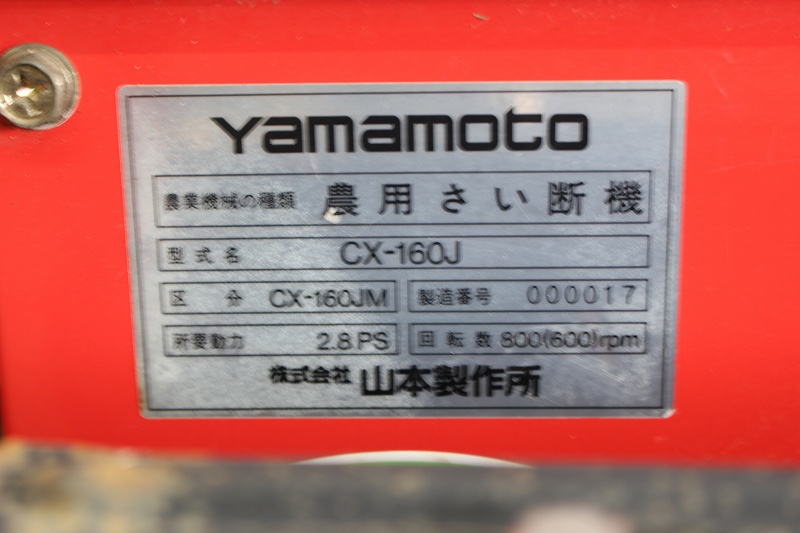 Yamamoto
農業機械の種類 農用さい断機
型式名 CX-160J
区分 CX-160JM 製造番号 000017
所要動力 2.8PS 回転数 800(600)rpm
株式会社 山本製作所